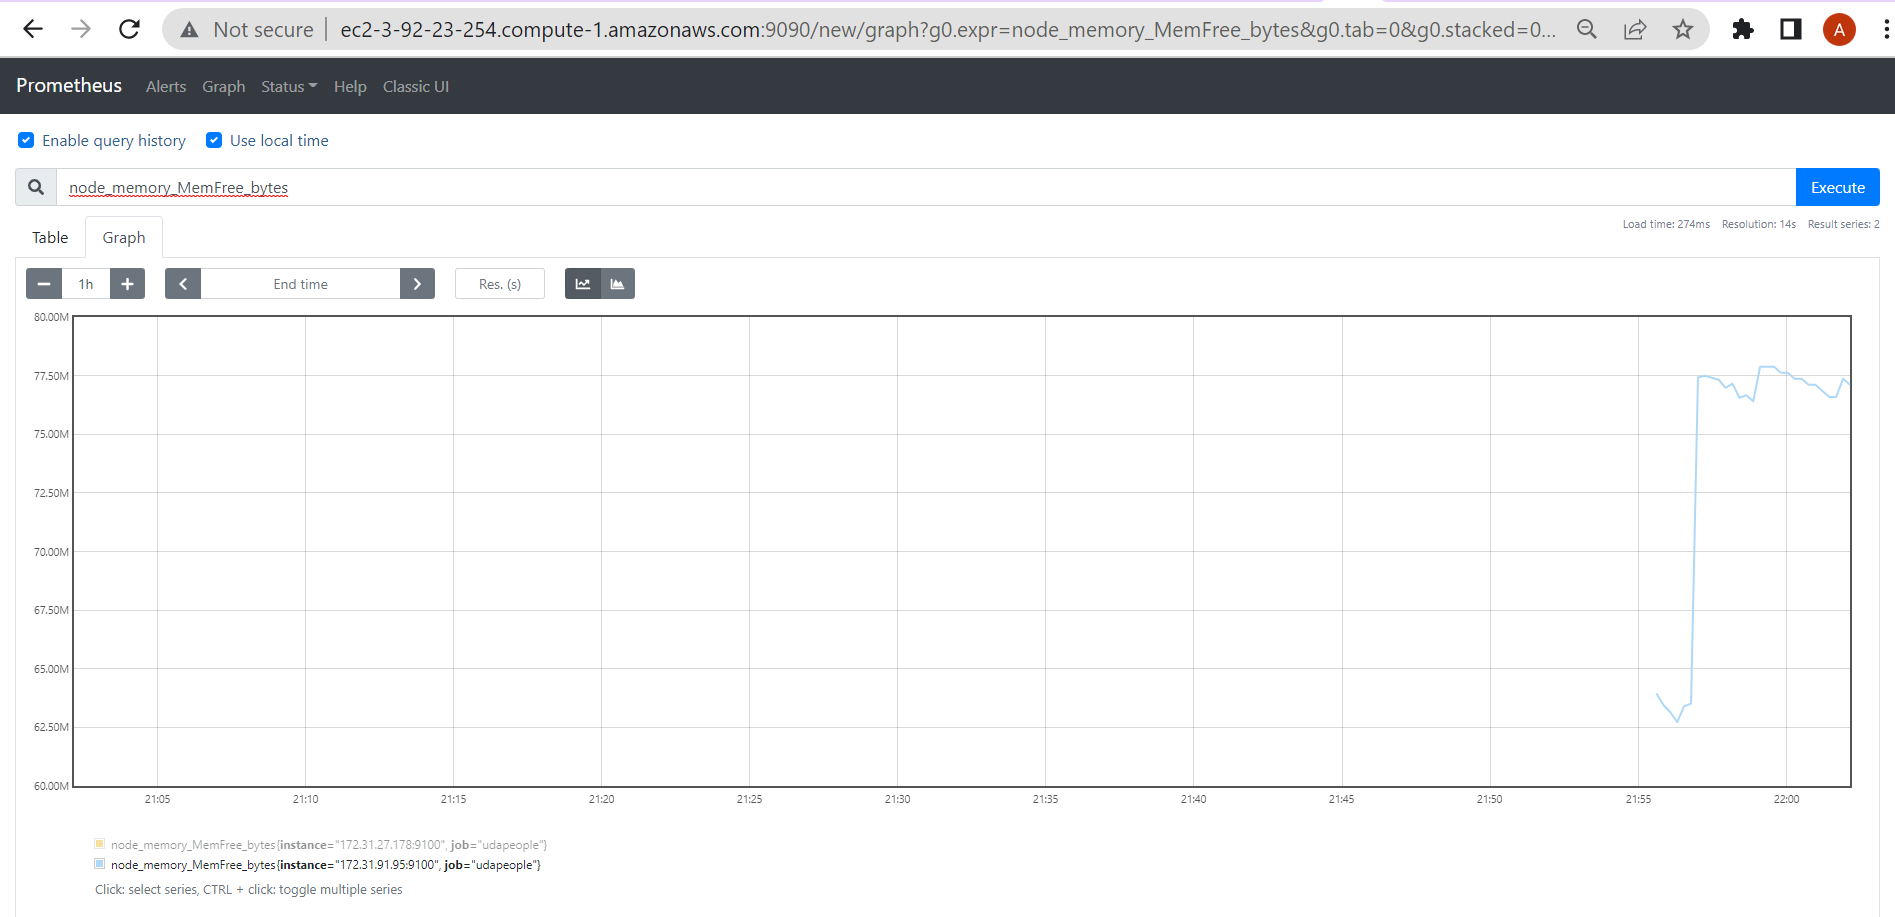 Not secure | ec2-3-92-23-254.compute-1.amazonaws.com:9090/new/graph?g0.expr=node_memory_MemFree_bytes&g0.tab=0&g0.stacked=0... A
Prometheus Alerts Graph Status Help Classic UI
Enable query history Use local time
node_memory_MemFree_bytes Execute
Load time: 274ms Resolution: 14s Result series: 2
Table Graph
1h End time Res. (s)
80.00M
77.50M
75.00M
72.50M
70.00M
67.50M
65.00M
62.50M
60.00M
21:05 21:10 21:15 21:20 21:25 21:30 21:35 21:40 21:45 21:50 21:55 22:00
node_memory_MemFree_bytes{instance="172.31.27.178:9100", job="udapeople"}
node_memory_MemFree_bytes{instance="172.31.91.95:9100", job="udapeople"}
Click: select series, CTRL + click: toggle multiple series